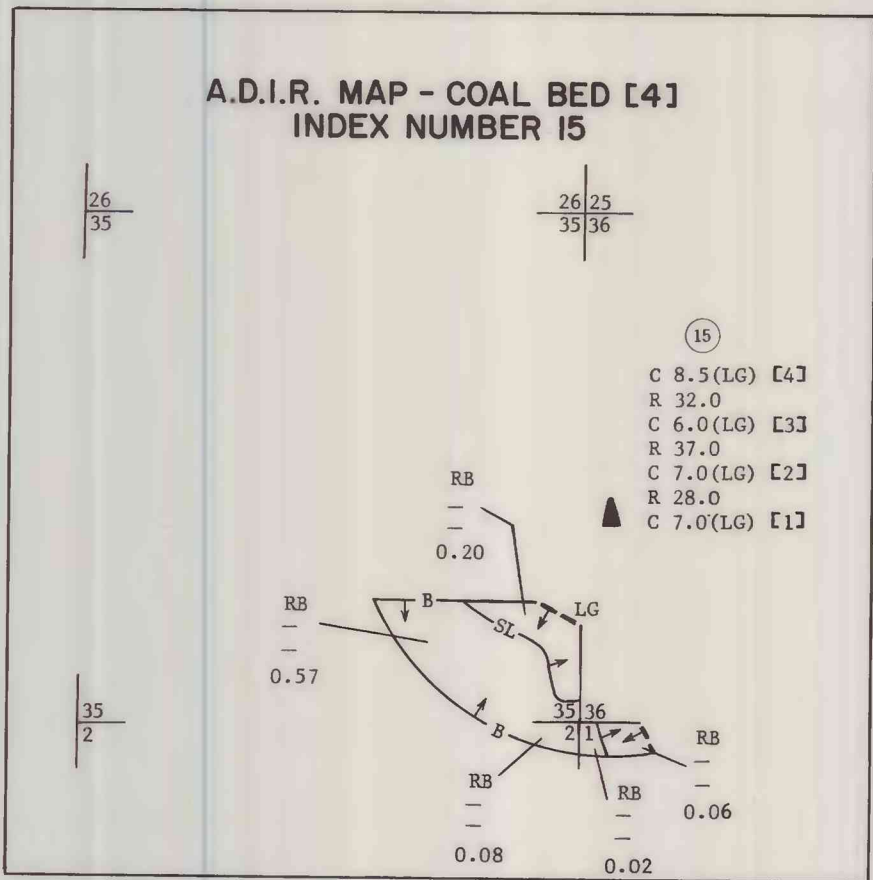 A.D.I.R. MAP - COAL BED [4]
INDEX NUMBER 15
26
35
26 25
35 36
15
C 8.5(LG) [4]
R 32.0
C 6.0(LG) [3]
R 37.0
C 7.0(LG) [2]
R 28.0
C 7.0(LG) [1]
RB
—
—
0.20
RB
—
—
0.57
B
LG
SL
B
35
2
35 36
2 1
RB
—
—
0.08
RB
—
—
0.02
RB
—
—
0.06